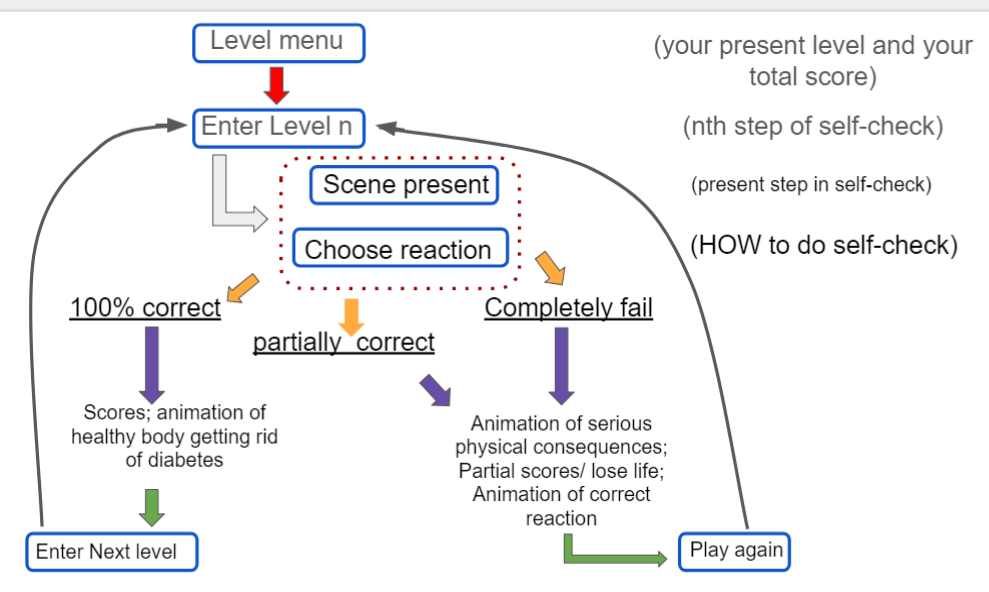 Level menu
(your present level and your
total score)
Enter Level n
(nth step of self-check)
Scene present
(present step in self-check)
Choose reaction
(HOW to do self-check)
100% correct
partially correct
Completely fail
Scores; animation of
healthy body getting rid
of diabetes
Animation of serious
physical consequences;
Partial scores/ lose life;
Animation of correct
reaction
Enter Next level
Play again